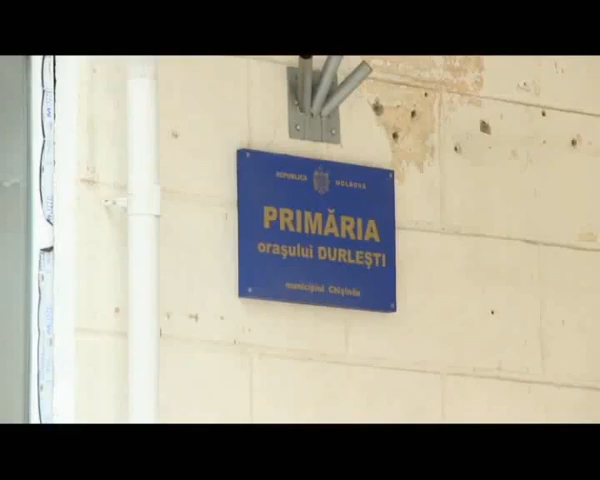 REPUBLICA MOLDOVA
PRIMĂRIA
oraşului DURLEŞTI
municipiul Chişinău